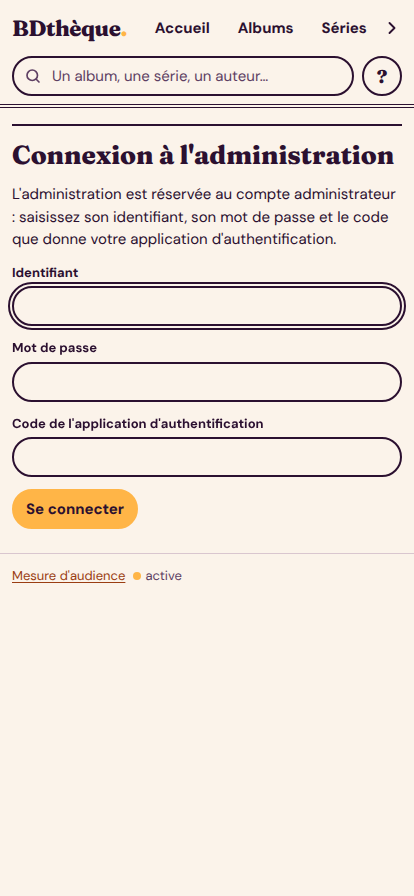 BDthèque.
Accueil Albums Séries
Un album, une série, un auteur...
?
Connexion à l'administration
L'administration est réservée au compte administrateur
: saisissez son identifiant, son mot de passe et le code
que donne votre application d'authentification.
Identifiant
Mot de passe
Code de l'application d'authentification
Se connecter
Mesure d'audience active